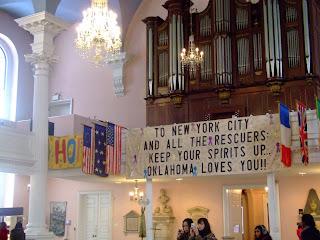 HO
TO NEW YORK CITY
AND ALL THE RESCUERS:
KEEP YOUR SPIRITS UP.
OKLAHOMA LOVES YOU!!